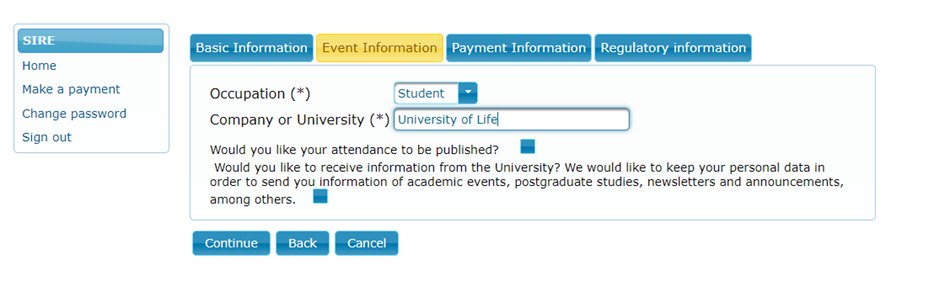 SIRE
Home
Make a payment
Change password
Sign out
Basic Information Event Information Payment Information Regulatory information
Occupation (*) Student
Company or University (*) University of Life
Would you like your attendance to be published?
Would you like to receive information from the University? We would like to keep your personal data in
order to send you information of academic events, postgraduate studies, newsletters and announcements,
among others.
Continue Back Cancel